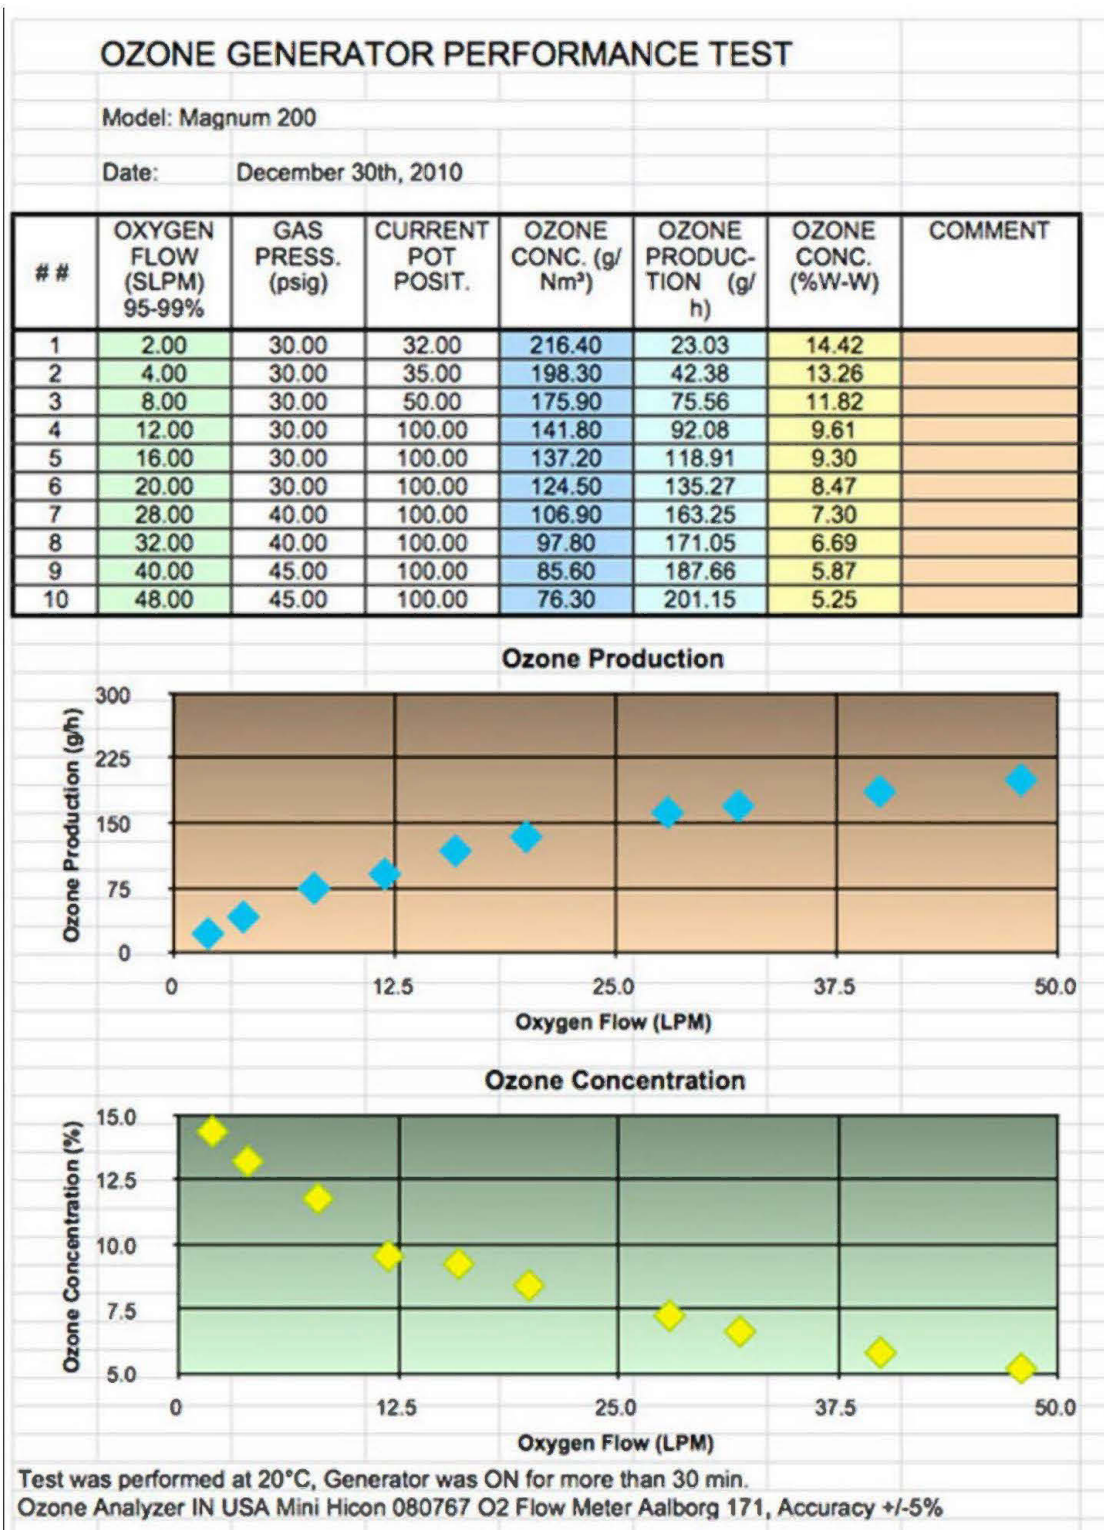 OZONE GENERATOR PERFORMANCE TEST
Model: Magnum 200
Date: December 30th, 2010
# # OXYGEN FLOW (SLPM) 95-99% GAS PRESS. (psig) CURRENT POT POSIT. OZONE CONC. (g/ Nm³) OZONE PRODUC- TION (g/ h) OZONE CONC. (%W-W) COMMENT
1 2.00 30.00 32.00 216.40 23.03 14.42
2 4.00 30.00 35.00 198.30 42.38 13.26
3 8.00 30.00 50.00 175.90 75.56 11.82
4 12.00 30.00 100.00 141.80 92.08 9.61
5 16.00 30.00 100.00 137.20 118.91 9.30
6 20.00 30.00 100.00 124.50 135.27 8.47
7 28.00 40.00 100.00 106.90 163.25 7.30
8 32.00 40.00 100.00 97.80 171.05 6.69
9 40.00 45.00 100.00 85.60 187.66 5.87
10 48.00 45.00 100.00 76.30 201.15 5.25
Ozone Production
Ozone Production (g/h)
300
225
150
75
0
0 12.5 25.0 37.5 50.0
Oxygen Flow (LPM)
Ozone Concentration
Ozone Concentration (%)
15.0
12.5
10.0
7.5
5.0
0 12.5 25.0 37.5 50.0
Oxygen Flow (LPM)
Test was performed at 20°C, Generator was ON for more than 30 min.
Ozone Analyzer IN USA Mini Hicon 080767 O2 Flow Meter Aalborg 171, Accuracy +/-5%